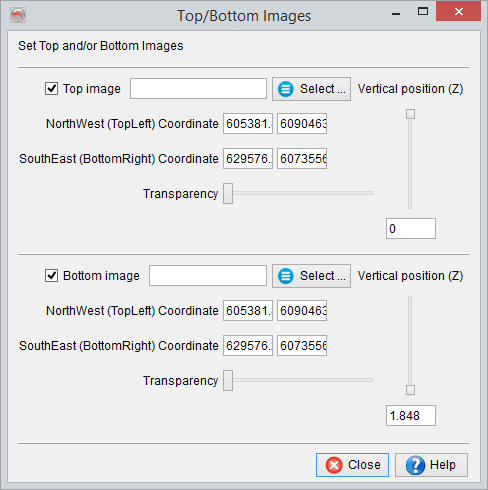 Top/Bottom Images
Set Top and/or Bottom Images
Top image Select ... Vertical position (Z)
NorthWest (TopLeft) Coordinate 605381. 6090463
SouthEast (BottomRight) Coordinate 629576. 6073556
Transparency
0
Bottom image Select ... Vertical position (Z)
NorthWest (TopLeft) Coordinate 605381. 6090463
SouthEast (BottomRight) Coordinate 629576. 6073556
Transparency
1.848
Close Help